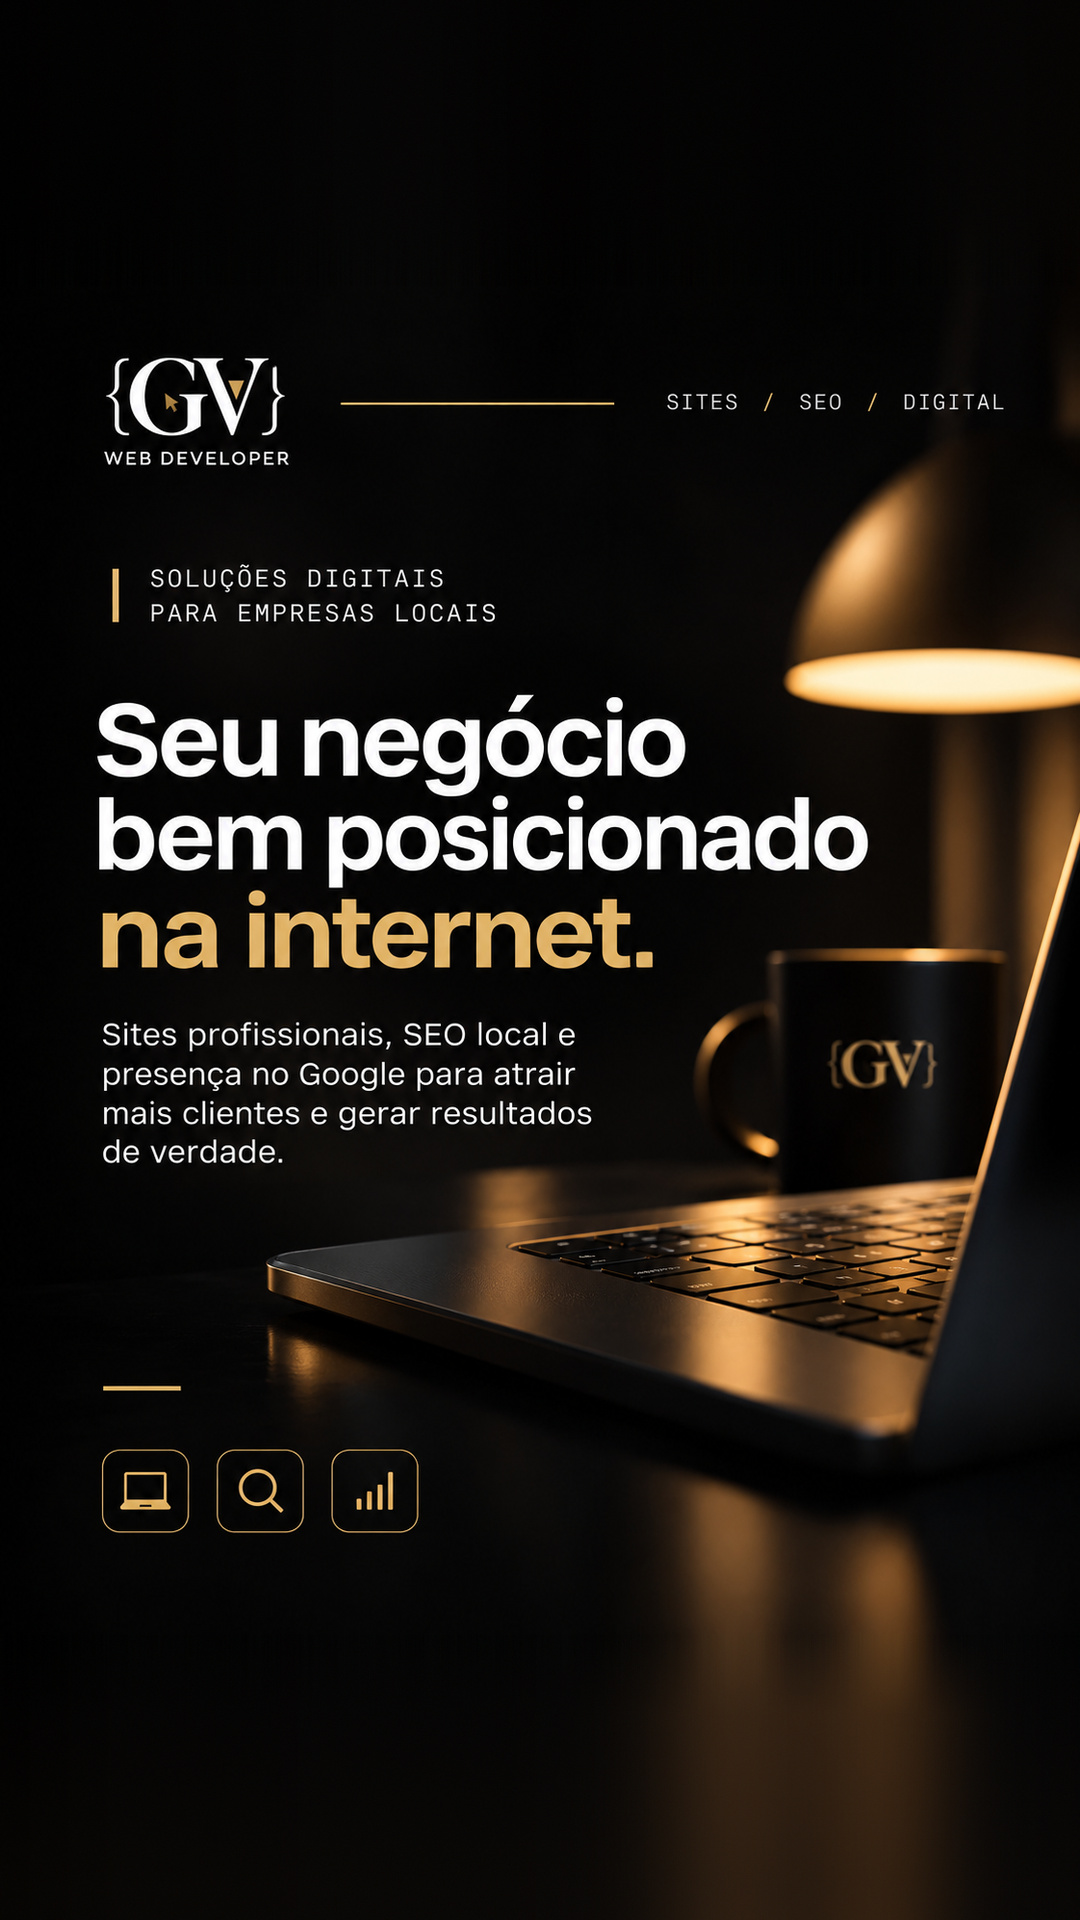 {GV}
WEB DEVELOPER
SITES / SEO / DIGITAL
SOLUÇÕES DIGITAIS
PARA EMPRESAS LOCAIS
Seu negócio
bem posicionado
na internet.
Sites profissionais, SEO local e
presença no Google para atrair
mais clientes e gerar resultados
de verdade.
{GV}